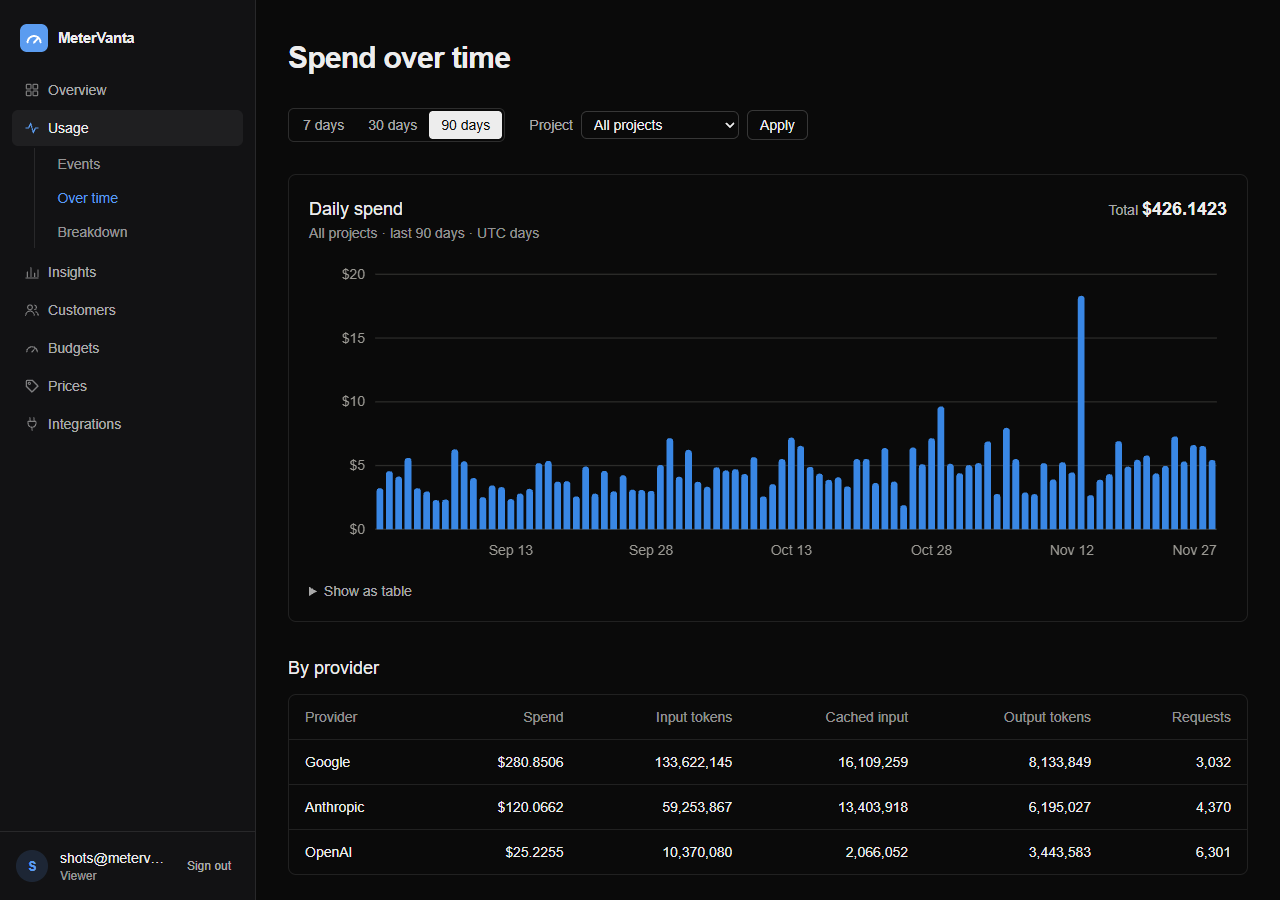 MeterVanta
Overview
Usage
Events
Over time
Breakdown
Insights
Customers
Budgets
Prices
Integrations
S
shots@meterv…
Viewer
Sign out
Spend over time
7 days 30 days 90 days Project All projects Apply
Daily spend Total $426.1423
All projects · last 90 days · UTC days
$20
$15
$10
$5
$0
Sep 13 Sep 28 Oct 13 Oct 28 Nov 12 Nov 27
Show as table
By provider
Provider Spend Input tokens Cached input Output tokens Requests
Google $280.8506 133,622,145 16,109,259 8,133,849 3,032
Anthropic $120.0662 59,253,867 13,403,918 6,195,027 4,370
OpenAI $25.2255 10,370,080 2,066,052 3,443,583 6,301